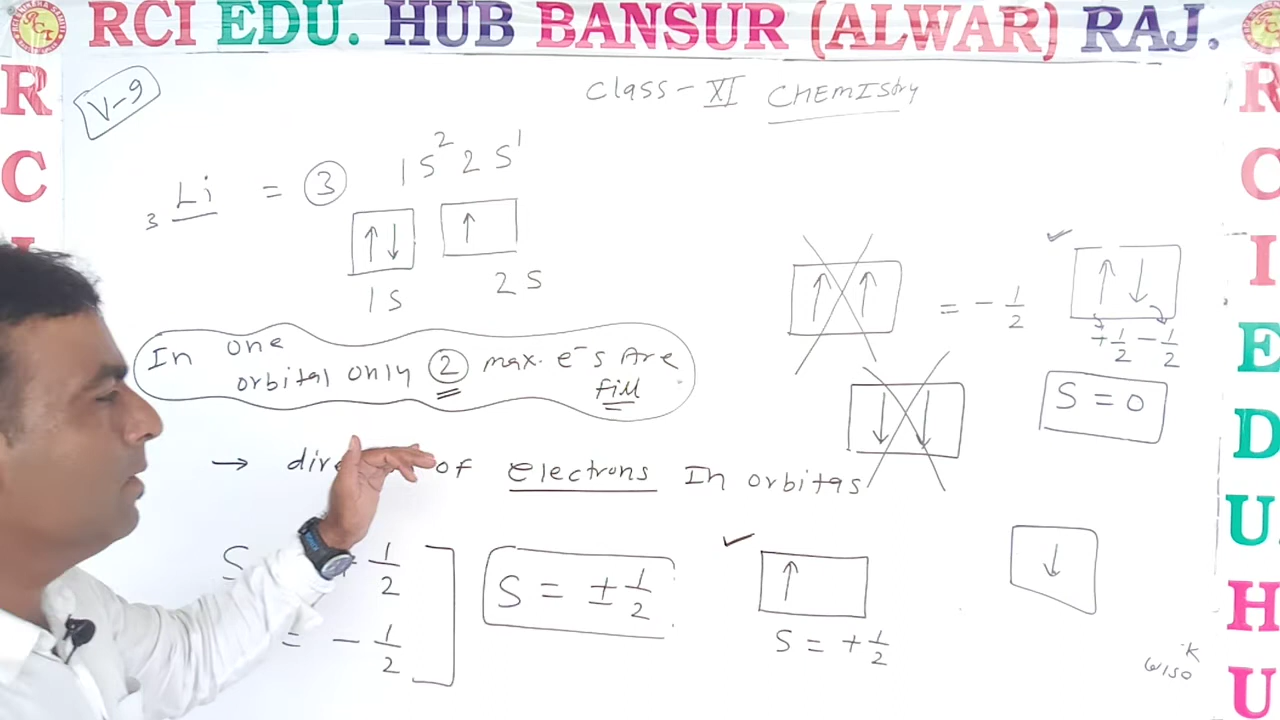 RCI EDU. HUB BANSUR (ALWAR) RAJ.
R
C
I
R
C
I
E
D
U.
H
U
V-9
Class - XI CHEMIStry
3 Li = ③ 1S² 2S¹
↑↓ ↑
1S 2S
In one
orbital only ② max. e⁻s Are
fill
→ of electrons In orbitas
↑ ↑ = - 1/2
↑ ↓
+1/2 - 1/2
↓ ↓
S = 0
S + 1/2
= - 1/2
S = ± 1/2
↑
S = + 1/2
↓